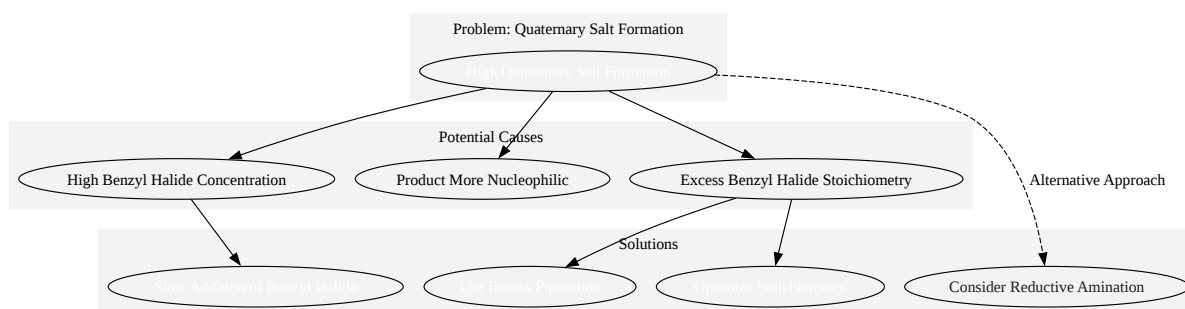 Problem: Quaternary Salt Formation
High Quaternary Salt Formation
Potential Causes
High Benzyl Halide Concentration
Product More Nucleophilic
Excess Benzyl Halide Stoichiometry
Alternative Approach
Solutions
Slow Addition of Benzyl Halide
Use Excess Piperidine
Optimize Stoichiometry
Consider Reductive Amination